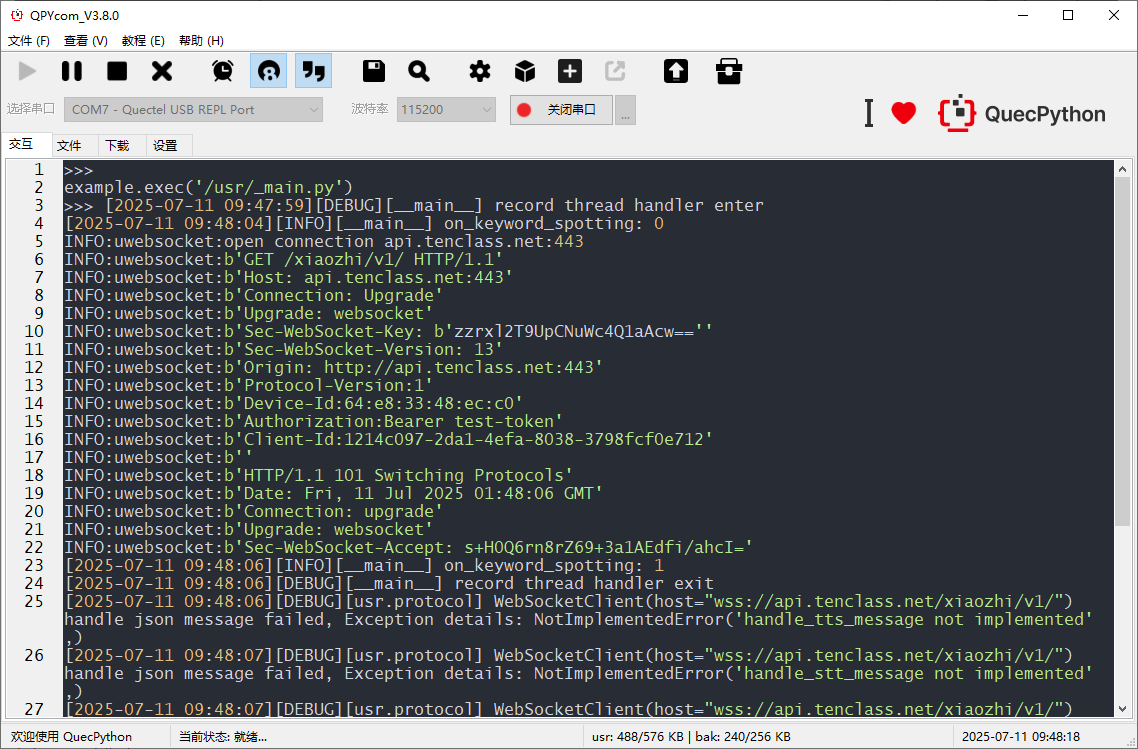 QPYcom_V3.8.0
文件 (F) 查看 (V) 教程 (E) 帮助 (H)
选择串口 COM7 - Quectel USB REPL Port 波特率 115200 关闭串口 ... QuecPython
交互 文件 下载 设置
1 >>>
2 example.exec('/usr/_main.py')
3 >>> [2025-07-11 09:47:59][DEBUG][__main__] record thread handler enter
4 [2025-07-11 09:48:04][INFO][__main__] on_keyword_spotting: 0
5 INFO:uwebsocket:open connection api.tenclass.net:443
6 INFO:uwebsocket:b'GET /xiaozhi/v1/ HTTP/1.1'
7 INFO:uwebsocket:b'Host: api.tenclass.net:443'
8 INFO:uwebsocket:b'Connection: Upgrade'
9 INFO:uwebsocket:b'Upgrade: websocket'
10 INFO:uwebsocket:b'Sec-WebSocket-Key: b'zzrxl2T9UpCNuWc4Q1aAcw==''
11 INFO:uwebsocket:b'Sec-WebSocket-Version: 13'
12 INFO:uwebsocket:b'Origin: http://api.tenclass.net:443'
13 INFO:uwebsocket:b'Protocol-Version:1'
14 INFO:uwebsocket:b'Device-Id:64:e8:33:48:ec:c0'
15 INFO:uwebsocket:b'Authorization:Bearer test-token'
16 INFO:uwebsocket:b'Client-Id:1214c097-2da1-4efa-8038-3798fcf0e712'
17 INFO:uwebsocket:b''
18 INFO:uwebsocket:b'HTTP/1.1 101 Switching Protocols'
19 INFO:uwebsocket:b'Date: Fri, 11 Jul 2025 01:48:06 GMT'
20 INFO:uwebsocket:b'Connection: upgrade'
21 INFO:uwebsocket:b'Upgrade: websocket'
22 INFO:uwebsocket:b'Sec-WebSocket-Accept: s+HOQ6rn8rZ69+3a1AEdfi/ahcI='
23 [2025-07-11 09:48:06][INFO][__main__] on_keyword_spotting: 1
24 [2025-07-11 09:48:06][DEBUG][__main__] record thread handler exit
25 [2025-07-11 09:48:06][DEBUG][usr.protocol] WebSocketClient(host="wss://api.tenclass.net/xiaozhi/v1/")
handle json message failed, Exception details: NotImplementedError('handle_tts_message not implemented'
,)
26 [2025-07-11 09:48:07][DEBUG][usr.protocol] WebSocketClient(host="wss://api.tenclass.net/xiaozhi/v1/")
handle json message failed, Exception details: NotImplementedError('handle_stt_message not implemented'
,)
27 [2025-07-11 09:48:07][DEBUG][usr.protocol] WebSocketClient(host="wss://api.tenclass.net/xiaozhi/v1/")
欢迎使用 QuecPython 当前状态: 就绪... usr: 488/576 KB | bak: 240/256 KB 2025-07-11 09:48:18